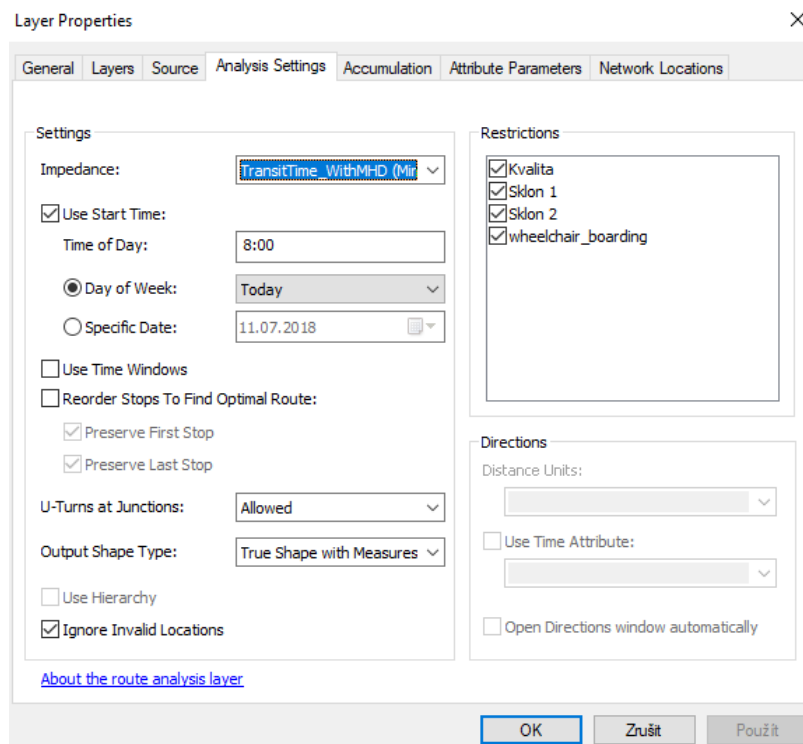 Layer Properties
General Layers Source Analysis Settings Accumulation Attribute Parameters Network Locations
Settings
Impedance: TransitTime_WithMHD (Min
Use Start Time:
Time of Day: 8:00
Day of Week: Today
Specific Date: 11.07.2018
Use Time Windows
Reorder Stops To Find Optimal Route:
Preserve First Stop
Preserve Last Stop
U-Turns at Junctions: Allowed
Output Shape Type: True Shape with Measures
Use Hierarchy
Ignore Invalid Locations
Restrictions
Kvalita
Sklon 1
Sklon 2
wheelchair_boarding
Directions
Distance Units:
Use Time Attribute:
Open Directions window automatically
About the route analysis layer
OK Zrušit Použít